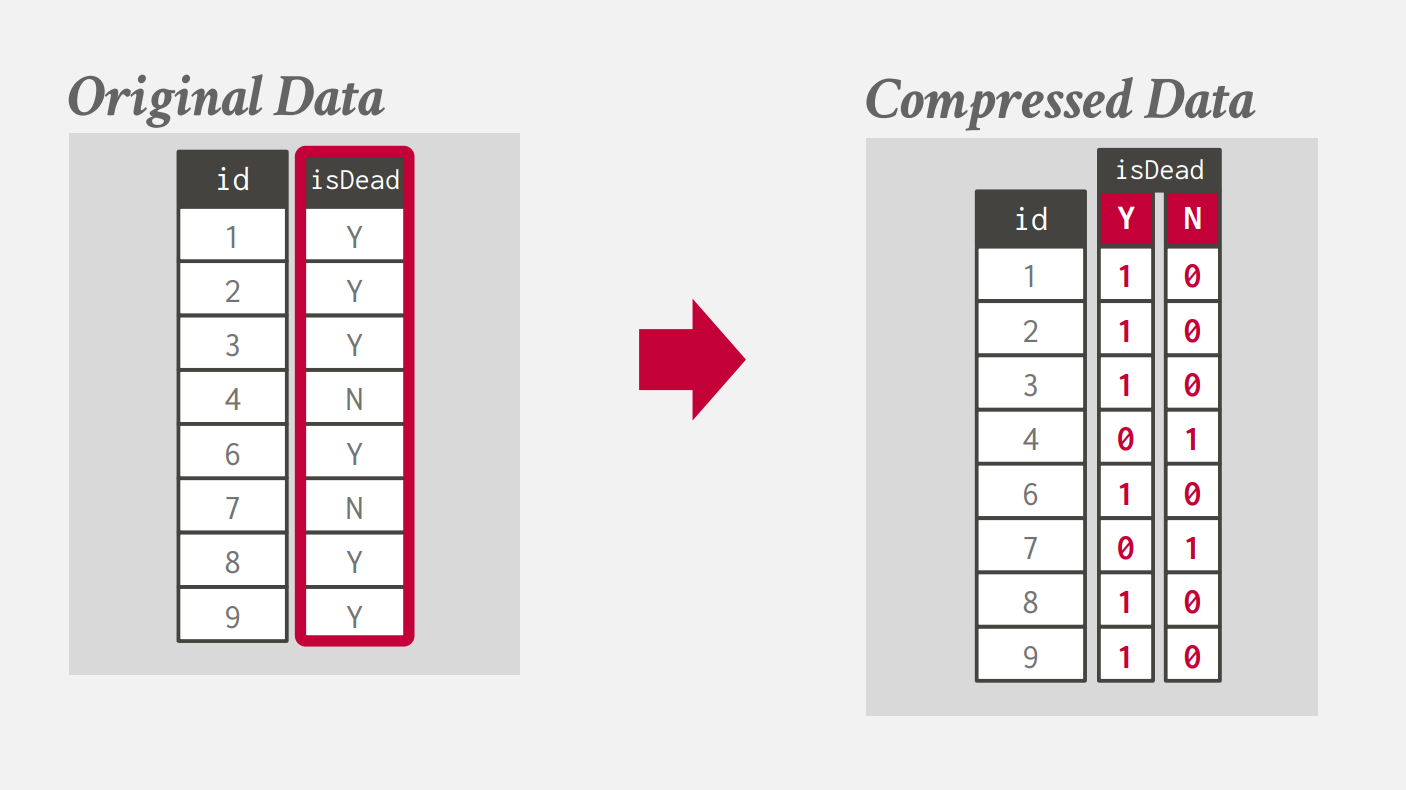 Original Data
id isDead
1 Y
2 Y
3 Y
4 N
6 Y
7 N
8 Y
9 Y
Compressed Data
isDead
id Y N
1 1 0
2 1 0
3 1 0
4 0 1
6 1 0
7 0 1
8 1 0
9 1 0